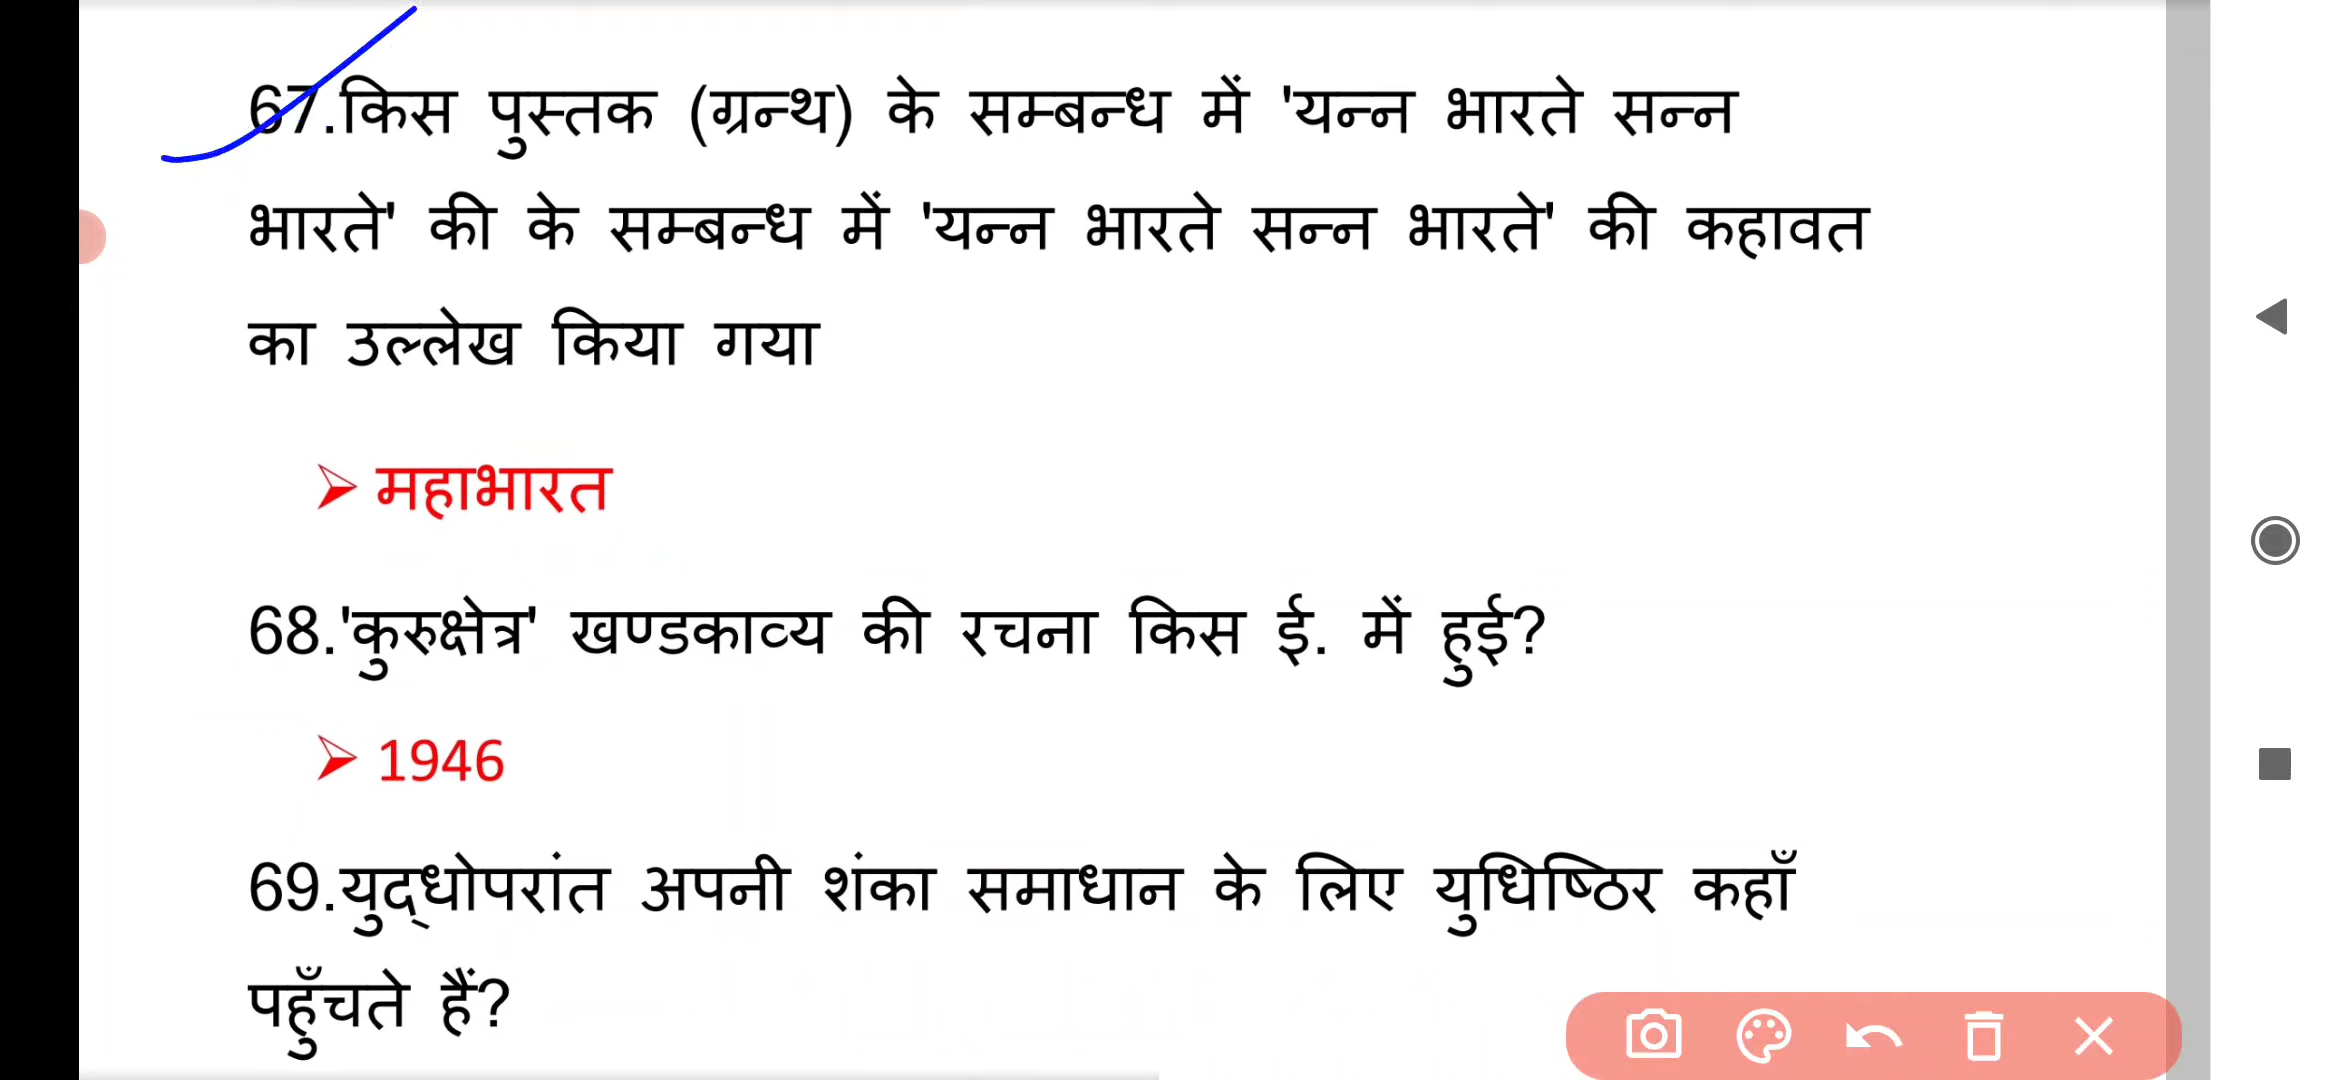 67.किस पुस्तक (ग्रन्थ) के सम्बन्ध में 'यन्न भारते सन्न
भारते' की के सम्बन्ध में 'यन्न भारते सन्न भारते' की कहावत
का उल्लेख किया गया
महाभारत
68.'कुरुक्षेत्र' खण्डकाव्य की रचना किस ई. में हुई?
1946
69.युद्‌धोपरांत अपनी शंका समाधान के लिए युधिष्ठिर कहाँ
पहुँचते हैं?